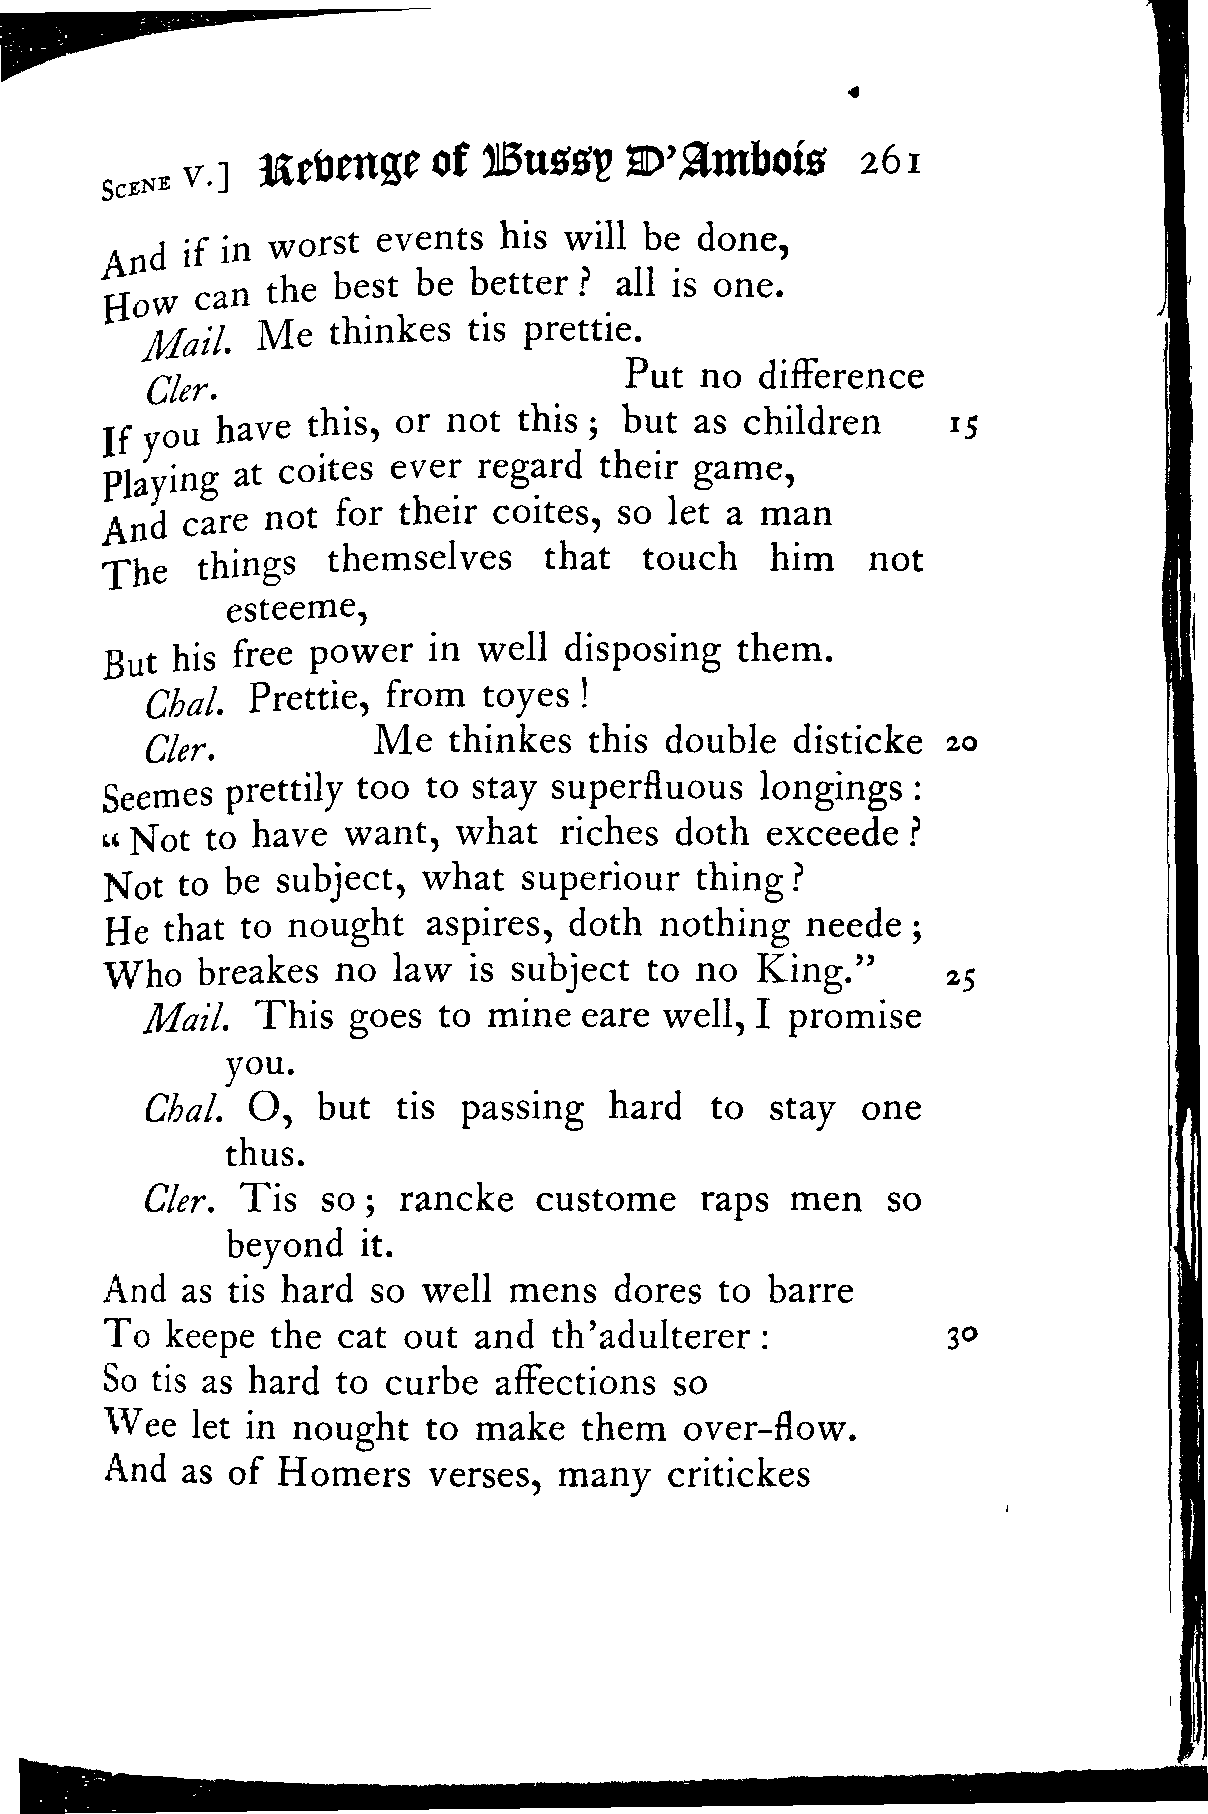 SCENE V.] Revenge of Bussy D'Ambois 261
And if in worst events his will be done,
How can the best be better? all is one.
Mail. Me thinkes tis prettie.
Cler. Put no difference
If you have this, or not this; but as children 15
Playing at coites ever regard their game,
And care not for their coites, so let a man
The things themselves that touch him not
esteeme,
But his free power in well disposing them.
Chal. Prettie, from toyes!
Cler. Me thinkes this double disticke 20
Seemes prettily too to stay superfluous longings:
"Not to have want, what riches doth exceede?
Not to be subject, what superiour thing?
He that to nought aspires, doth nothing neede;
Who breakes no law is subject to no King." 25
Mail. This goes to mine eare well, I promise
you.
Chal. O, but tis passing hard to stay one
thus.
Cler. Tis so; rancke custome raps men so
beyond it.
And as tis hard so well mens dores to barre
To keepe the cat out and th'adulterer: 30
So tis as hard to curbe affections so
Wee let in nought to make them over-flow.
And as of Homers verses, many critickes